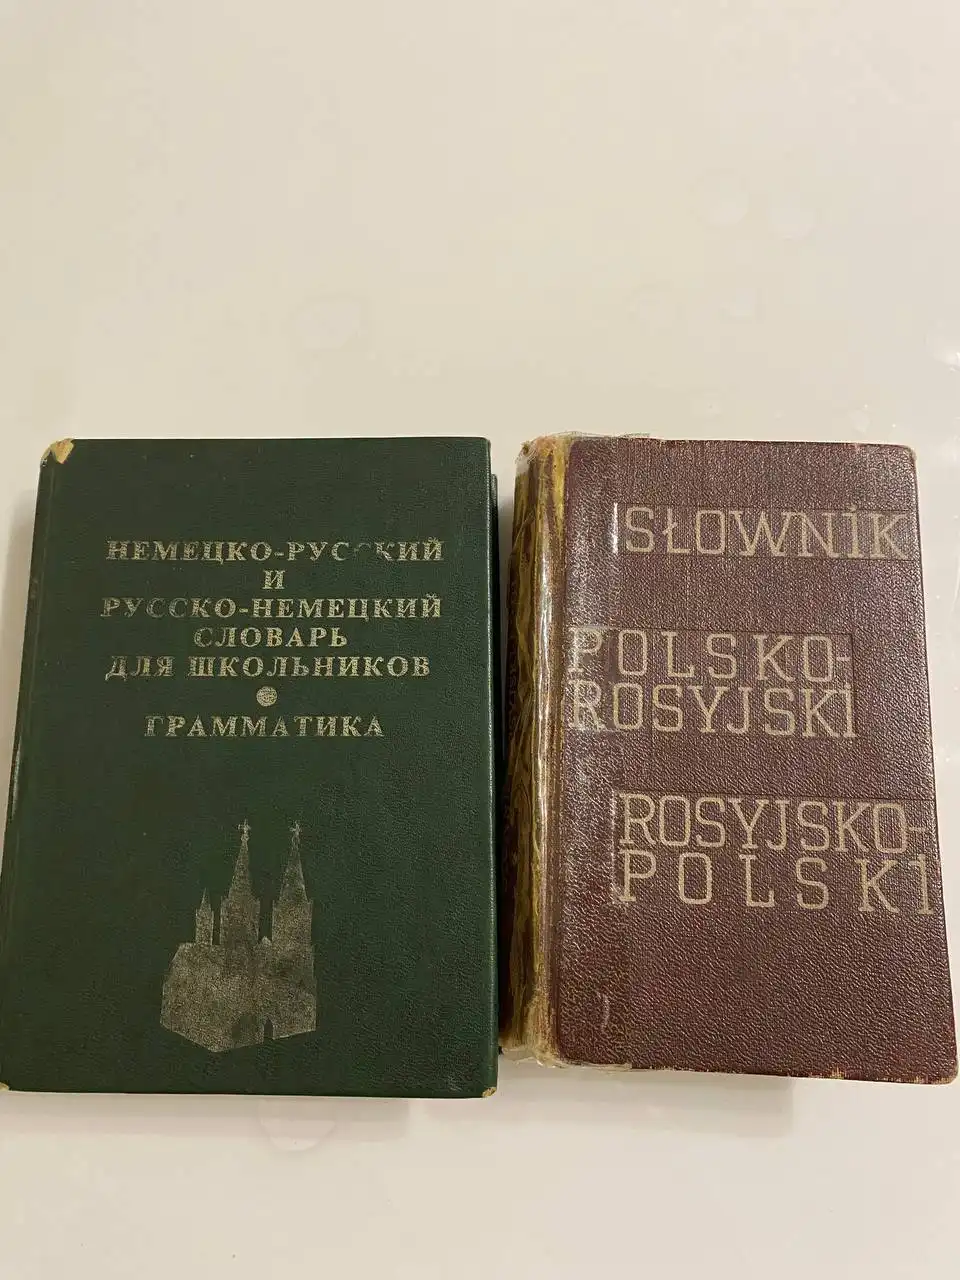 НЕМЕЦКО-РУССКИЙ
И
РУССКО-НЕМЕЦКИЙ
СЛОВАРЬ
ДЛЯ ШКОЛЬНИКОВ
ГРАММАТИКА
SŁOWNiK
POLSKO-
ROSYJSKi
ROSYJSKO-
POLSKi